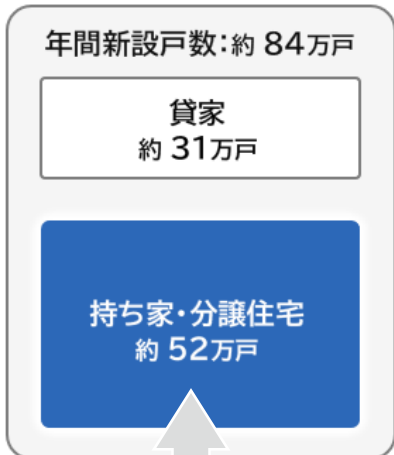 年間新設戸数：約 84万戸
貸家
約 31万戸
持ち家・分譲住宅
約 52万戸